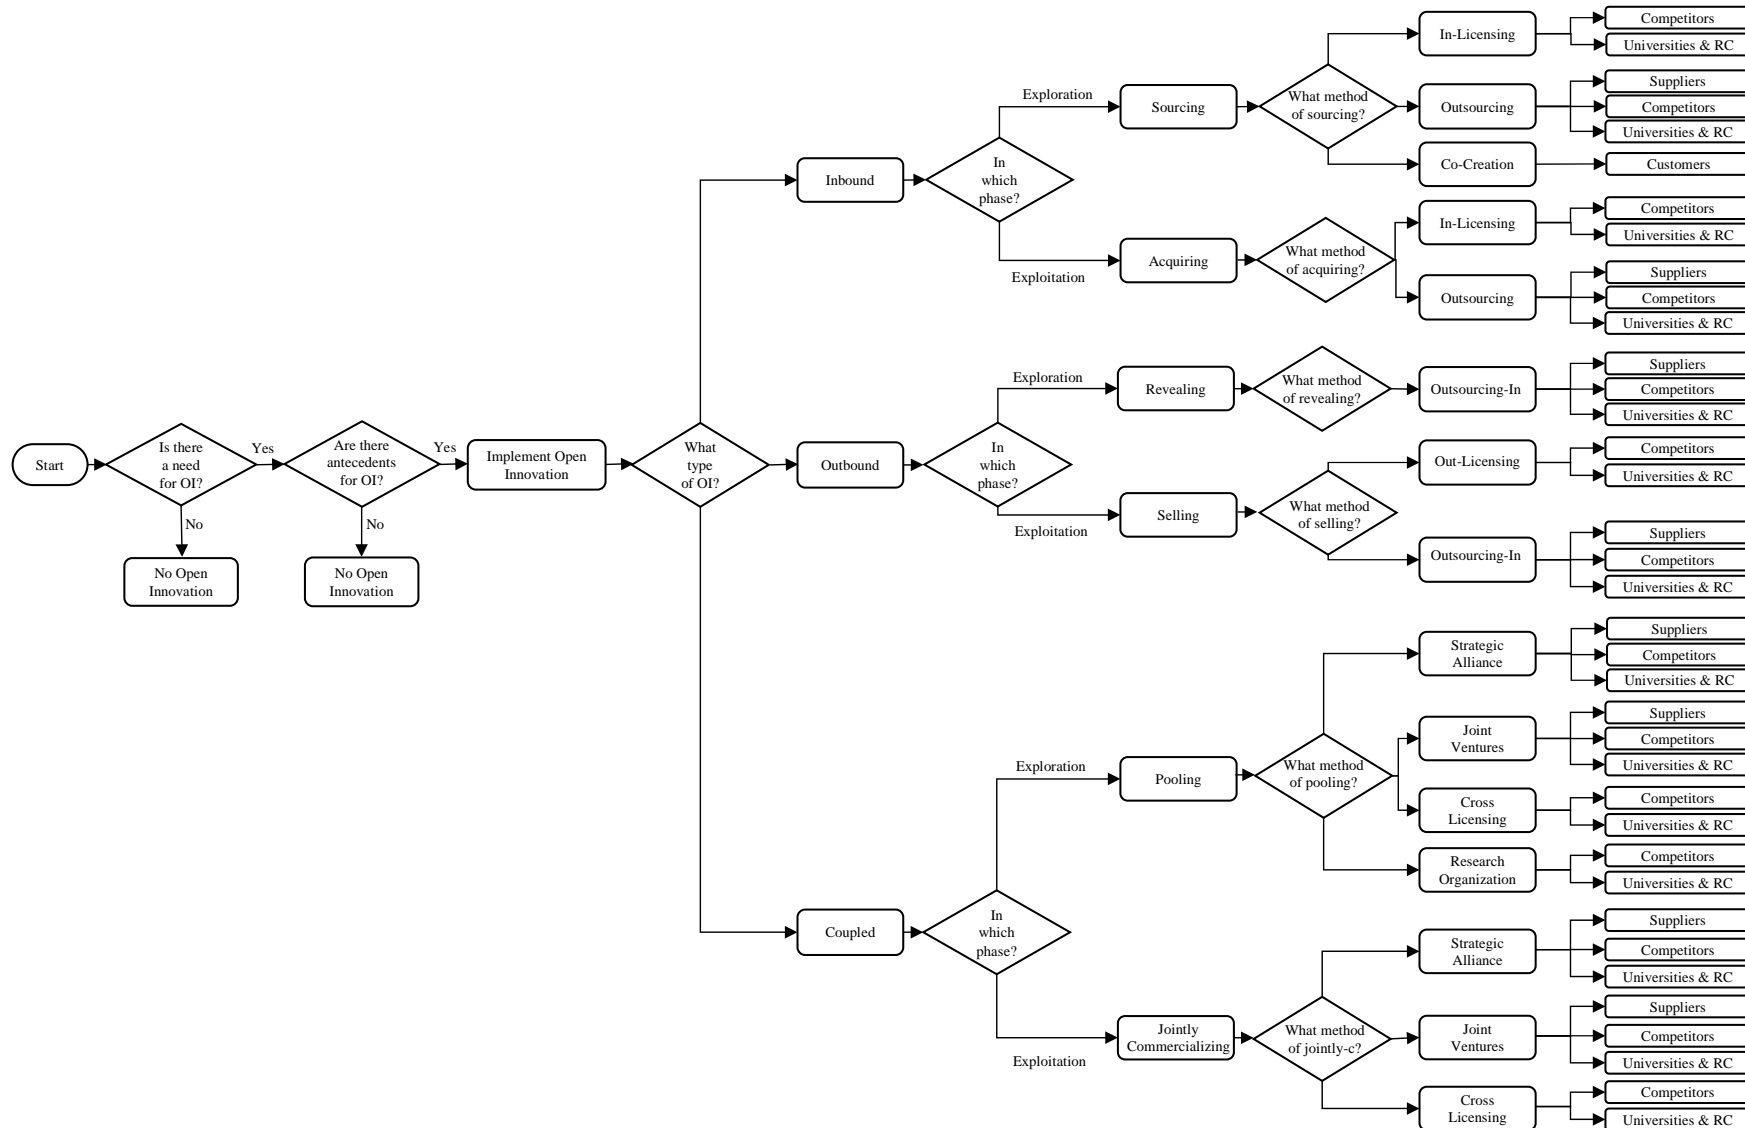 Start
Is there
a need
for OI?
Yes
No
No Open
Innovation
Are there
antecedents
for OI?
Yes
No
No Open
Innovation
Implement Open
Innovation
What
type
of OI?
Inbound
In
which
phase?
Exploration
Sourcing
What method
of sourcing?
In-Licensing
Competitors
Universities & RC
Outsourcing
Suppliers
Competitors
Universities & RC
Co-Creation
Customers
Exploitation
Acquiring
What method
of acquiring?
In-Licensing
Competitors
Universities & RC
Outsourcing
Suppliers
Competitors
Universities & RC
Outbound
In
which
phase?
Exploration
Revealing
What method
of revealing?
Outsourcing-In
Suppliers
Competitors
Universities & RC
Exploitation
Selling
What method
of selling?
Out-Licensing
Competitors
Universities & RC
Outsourcing-In
Suppliers
Competitors
Universities & RC
Coupled
In
which
phase?
Exploration
Pooling
What method
of pooling?
Strategic
Alliance
Suppliers
Competitors
Universities & RC
Joint
Ventures
Suppliers
Competitors
Universities & RC
Cross
Licensing
Competitors
Universities & RC
Research
Organization
Competitors
Universities & RC
Exploitation
Jointly
Commercializing
What method
of jointly-c?
Strategic
Alliance
Suppliers
Competitors
Universities & RC
Joint
Ventures
Suppliers
Competitors
Universities & RC
Cross
Licensing
Competitors
Universities & RC